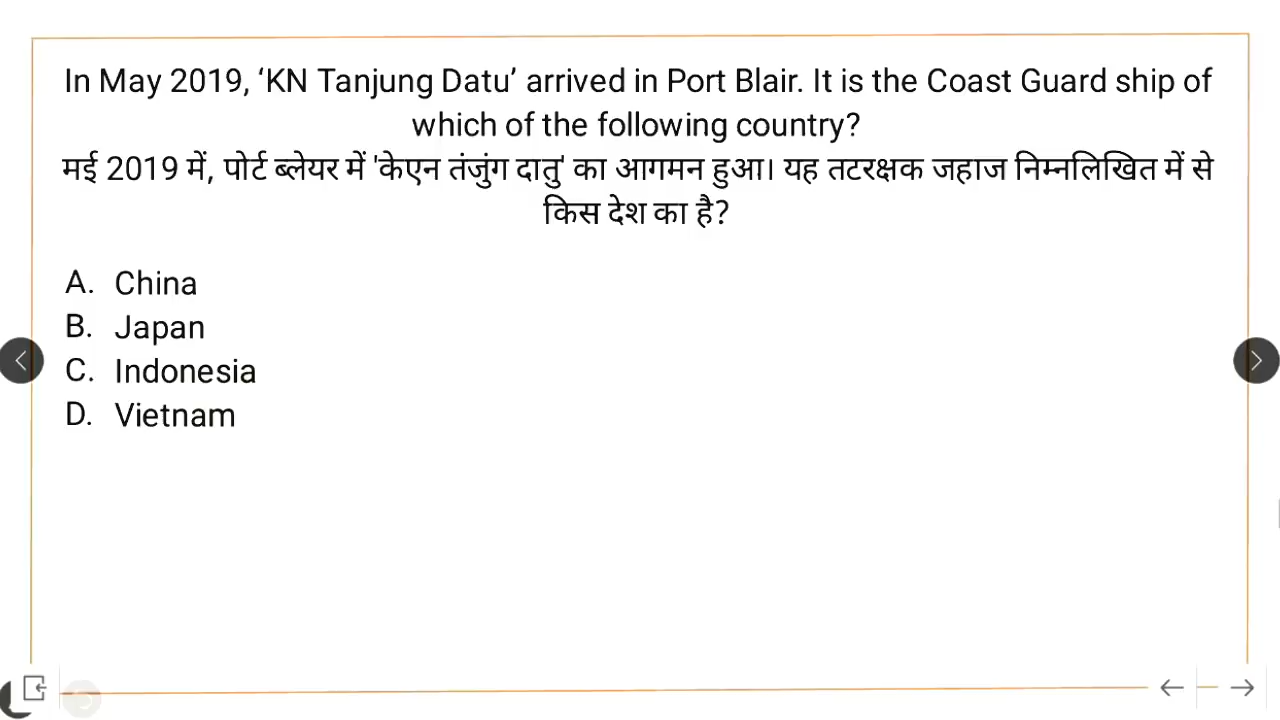 In May 2019, ‘KN Tanjung Datu’ arrived in Port Blair. It is the Coast Guard ship of
which of the following country?
मई 2019 में, पोर्ट ब्लेयर में 'केएन तंजुंग दातु' का आगमन हुआ। यह तटरक्षक जहाज निम्नलिखित में से
किस देश का है?
A. China
B. Japan
C. Indonesia
D. Vietnam